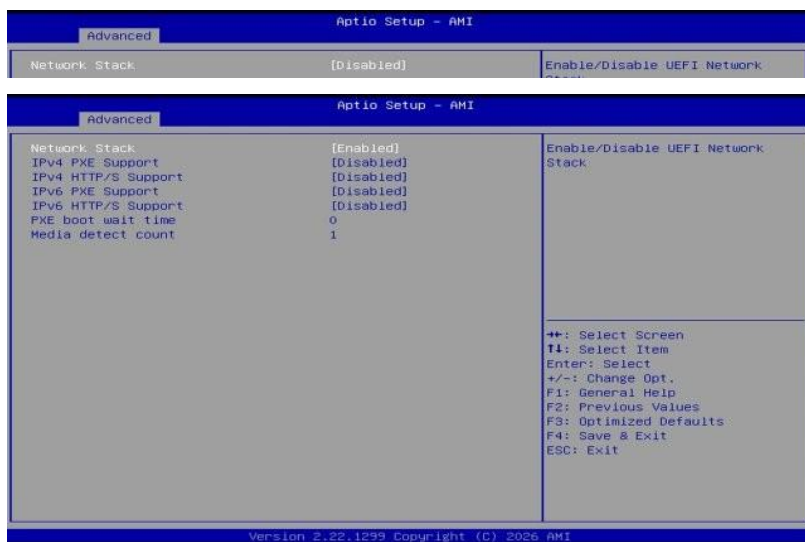 Aptio Setup – AMI
Advanced
Network Stack [Disabled] Enable/Disable UEFI Network
Aptio Setup – AMI
Advanced
Network Stack [Enabled] Enable/Disable UEFI Network
IPv4 PXE Support [Disabled] Stack
IPv4 HTTP/S Support [Disabled]
IPv6 PXE Support [Disabled]
IPv6 HTTP/S Support [Disabled]
PXE boot wait time 0
Media detect count 1
→←: Select Screen
↑↓: Select Item
Enter: Select
+/-: Change Opt.
F1: General Help
F2: Previous Values
F3: Optimized Defaults
F4: Save & Exit
ESC: Exit
Version 2.22.1299 Copyright (C) 2026 AMI